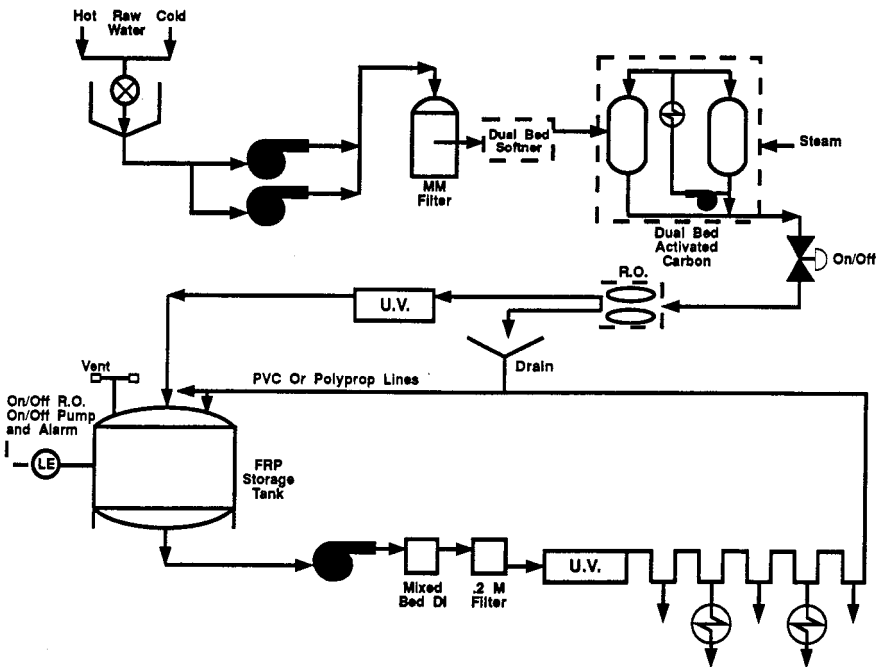 Hot Raw Cold
Water
MM
Filter
Dual Bed
Softner
Steam
Dual Bed
Activated
Carbon
On/Off
R.O.
U.V.
Drain
Vent
PVC Or Polyprop Lines
On/Off R.O.
On/Off Pump
and Alarm
LE
FRP
Storage
Tank
Mixed
Bed DI
.2 M
Filter
U.V.